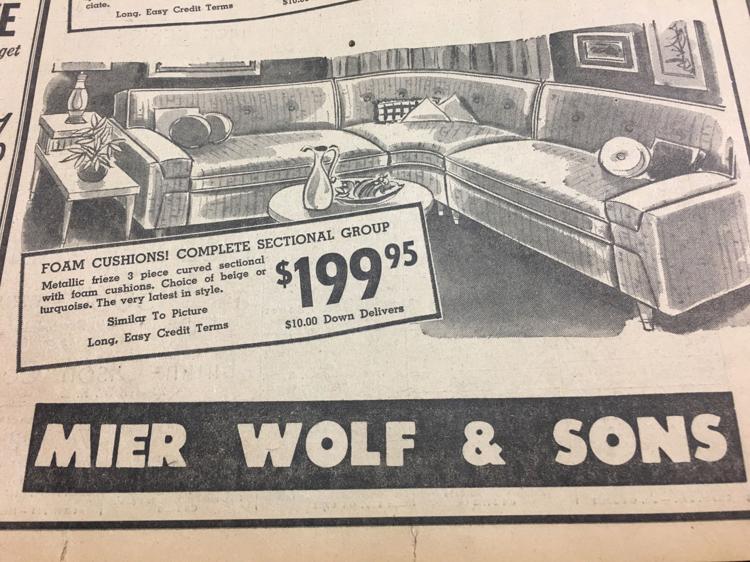 E
get
ciate.
Long, Easy Credit Terms
FOAM CUSHIONS! COMPLETE SECTIONAL GROUP
Metallic frieze 3 piece curved sectional
with foam cushions. Choice of beige or
turquoise. The very latest in style.
Similar To Picture
Long, Easy Credit Terms
$199 95
$10.00 Down Delivers
MIER WOLF & SONS